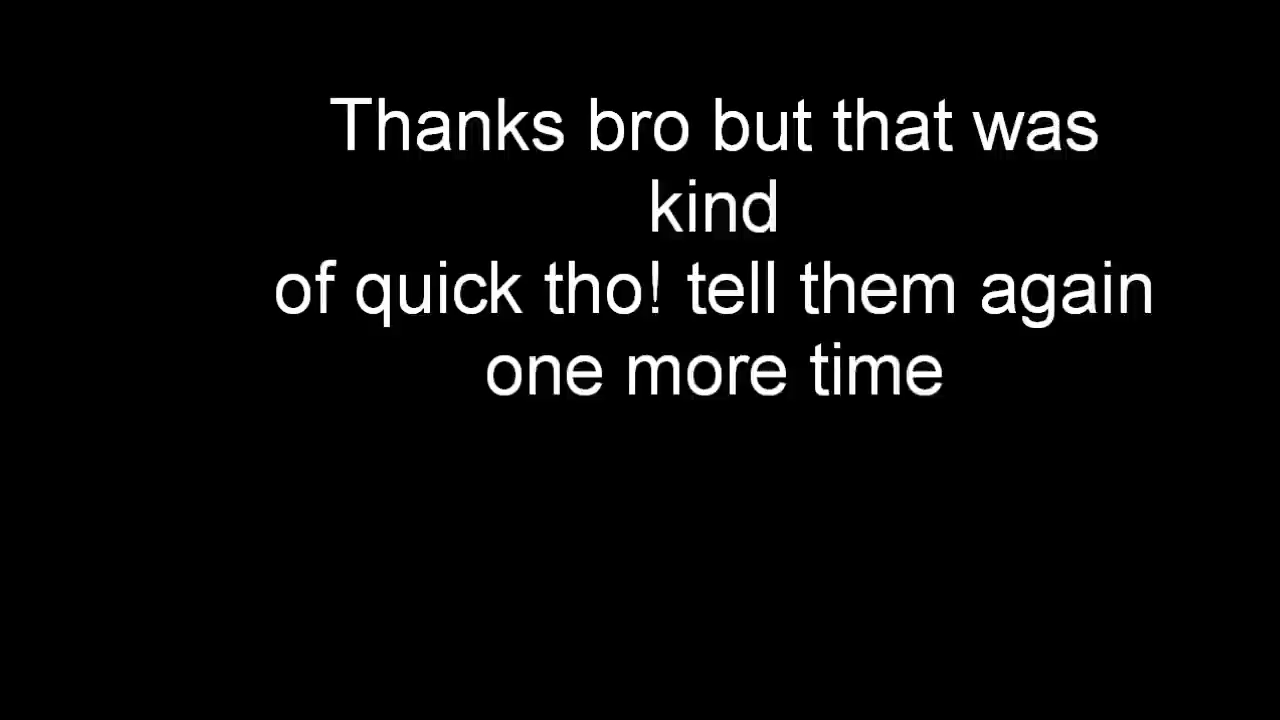 Thanks bro but that was
kind
of quick tho! tell them again
one more time